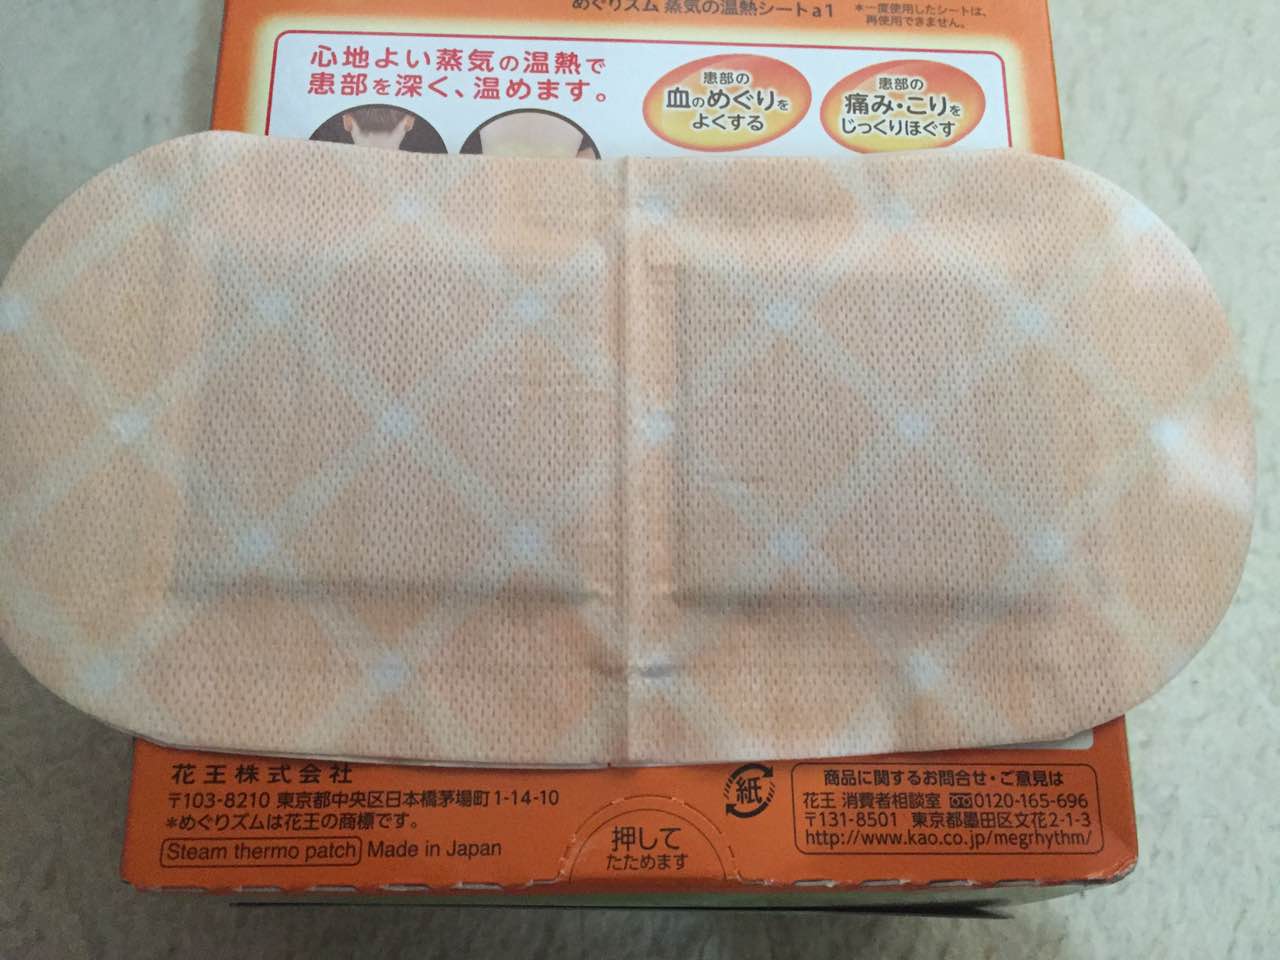 めぐりズム 蒸気の温熱シートa1
*一度使用したシートは、
再使用できません。
心地よい蒸気の温熱で
患部を深く、温めます。
患部の
血のめぐりを
よくする
患部の
痛み・こりを
じっくりほぐす
花王株式会社
〒103-8210 東京都中央区日本橋茅場町1-14-10
*めぐりズムは花王の商標です。
Steam thermo patch Made in Japan
紙
押して
たためます
商品に関するお問合せ・ご意見は
花王 消費者相談室 0120-165-696
〒131-8501 東京都墨田区文花2-1-3
http://www.kao.co.jp/megrhythm/